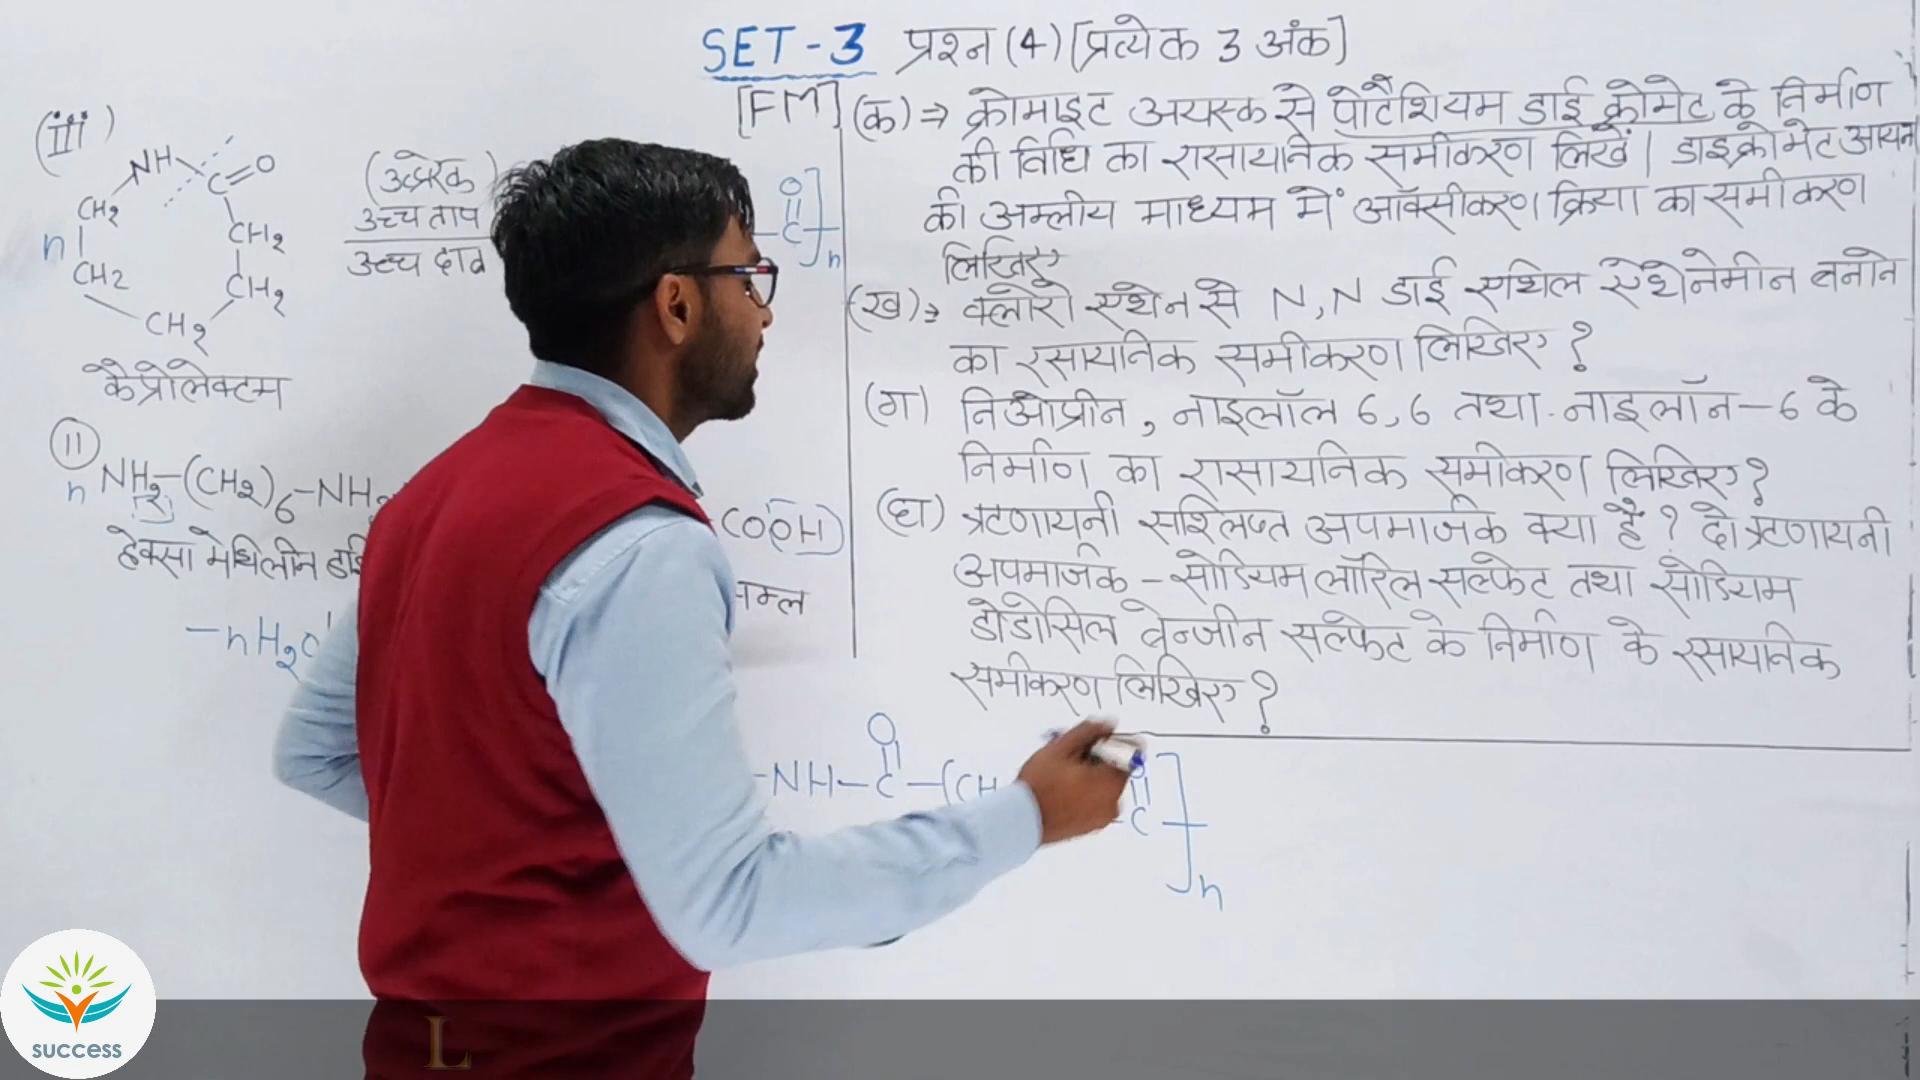 SET-3 प्रश्न (4) [प्रत्येक 3 अंक]
[FM] (क) ⇒ क्रोमाइट अयस्क से पोटैशियम डाई क्रोमेट के निर्माण
की विधि का रासायनिक समीकरण लिखें। डाइक्रोमेट आयन
की अम्लीय माध्यम में ऑक्सीकरण क्रिया का समीकरण
लिखिए
(ख) ⇒ क्लोरो एथेन से N,N डाई एथिल ऐथेनेमीन बनाने
का रसायनिक समीकरण लिखिए ?
(ग) निओप्रीन, नाइलॉल 6,6 तथा नाइलॉन-6 के
निर्माण का रासायनिक समीकरण लिखिए?
(घ) ऋणायनी संश्लिष्ट अपमार्जक क्या है ? दो ऋणायनी
अपमार्जक - सोडियम लॉरिल सल्फेट तथा सोडियम
डोडेसिल बेन्जीन सल्फेट के निर्माण के रसायनिक
समीकरण लिखिए ?
(iii)
NH
C=O
CH2
n
CH2
CH2
CH2
CH2
कैप्रोलेक्टम
(उत्प्रेरक)
उच्च ताप
उच्च दाब
O
C
]n
(ii)
n NH2-(CH2)6-NH2
COOH
हेक्सा मेथिलीन
अम्ल
-nH2O
O
-NH-C-(CH
C
]n
success
L